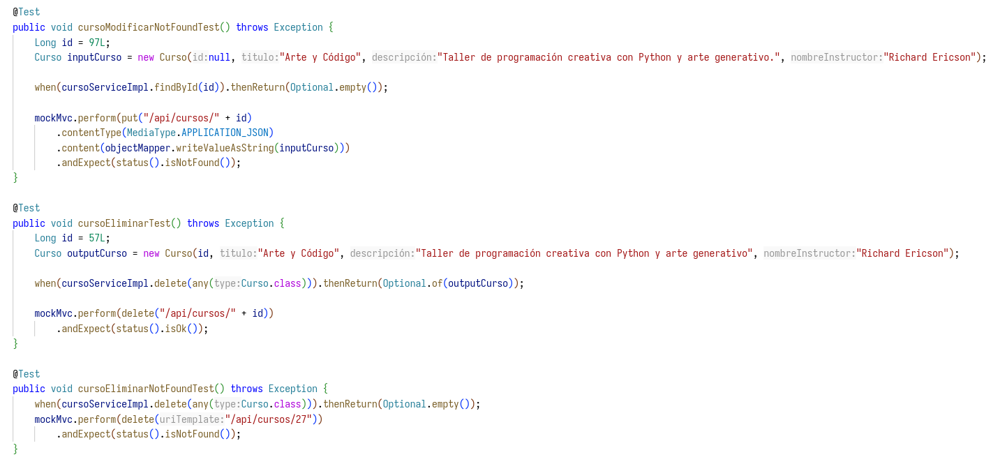 @Test
public void cursoModificarNotFoundTest() throws Exception {
    Long id = 97L;
    Curso inputCurso = new Curso(id:null, titulo:"Arte y Código", descripción:"Taller de programación creativa con Python y arte generativo.", nombreInstructor:"Richard Ericson");

    when(cursoServiceImpl.findById(id)).thenReturn(Optional.empty());

    mockMvc.perform(put("/api/cursos/" + id)
        .contentType(MediaType.APPLICATION_JSON)
        .content(objectMapper.writeValueAsString(inputCurso)))
        .andExpect(status().isNotFound());
}

@Test
public void cursoEliminarTest() throws Exception {
    Long id = 57L;
    Curso outputCurso = new Curso(id, titulo:"Arte y Código", descripción:"Taller de programación creativa con Python y arte generativo", nombreInstructor:"Richard Ericson");

    when(cursoServiceImpl.delete(any(type:Curso.class))).thenReturn(Optional.of(outputCurso));

    mockMvc.perform(delete("/api/cursos/" + id))
        .andExpect(status().isOk());
}

@Test
public void cursoEliminarNotFoundTest() throws Exception {
    when(cursoServiceImpl.delete(any(type:Curso.class))).thenReturn(Optional.empty());
    mockMvc.perform(delete(uriTemplate:"/api/cursos/27"))
        .andExpect(status().isNotFound());
}